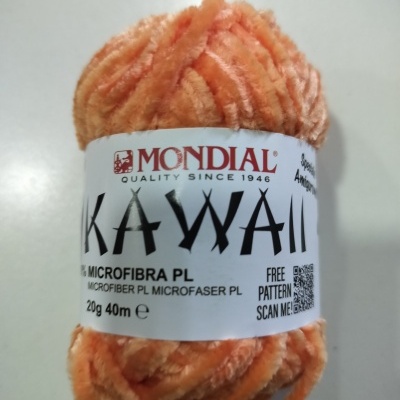 MONDIAL®
QUALITY SINCE 1946
KAWAII
% MICROFIBRA PL
MICROFIBER PL MICROFASER PL
20g 40m ℮
FREE
PATTERN
SCAN ME!